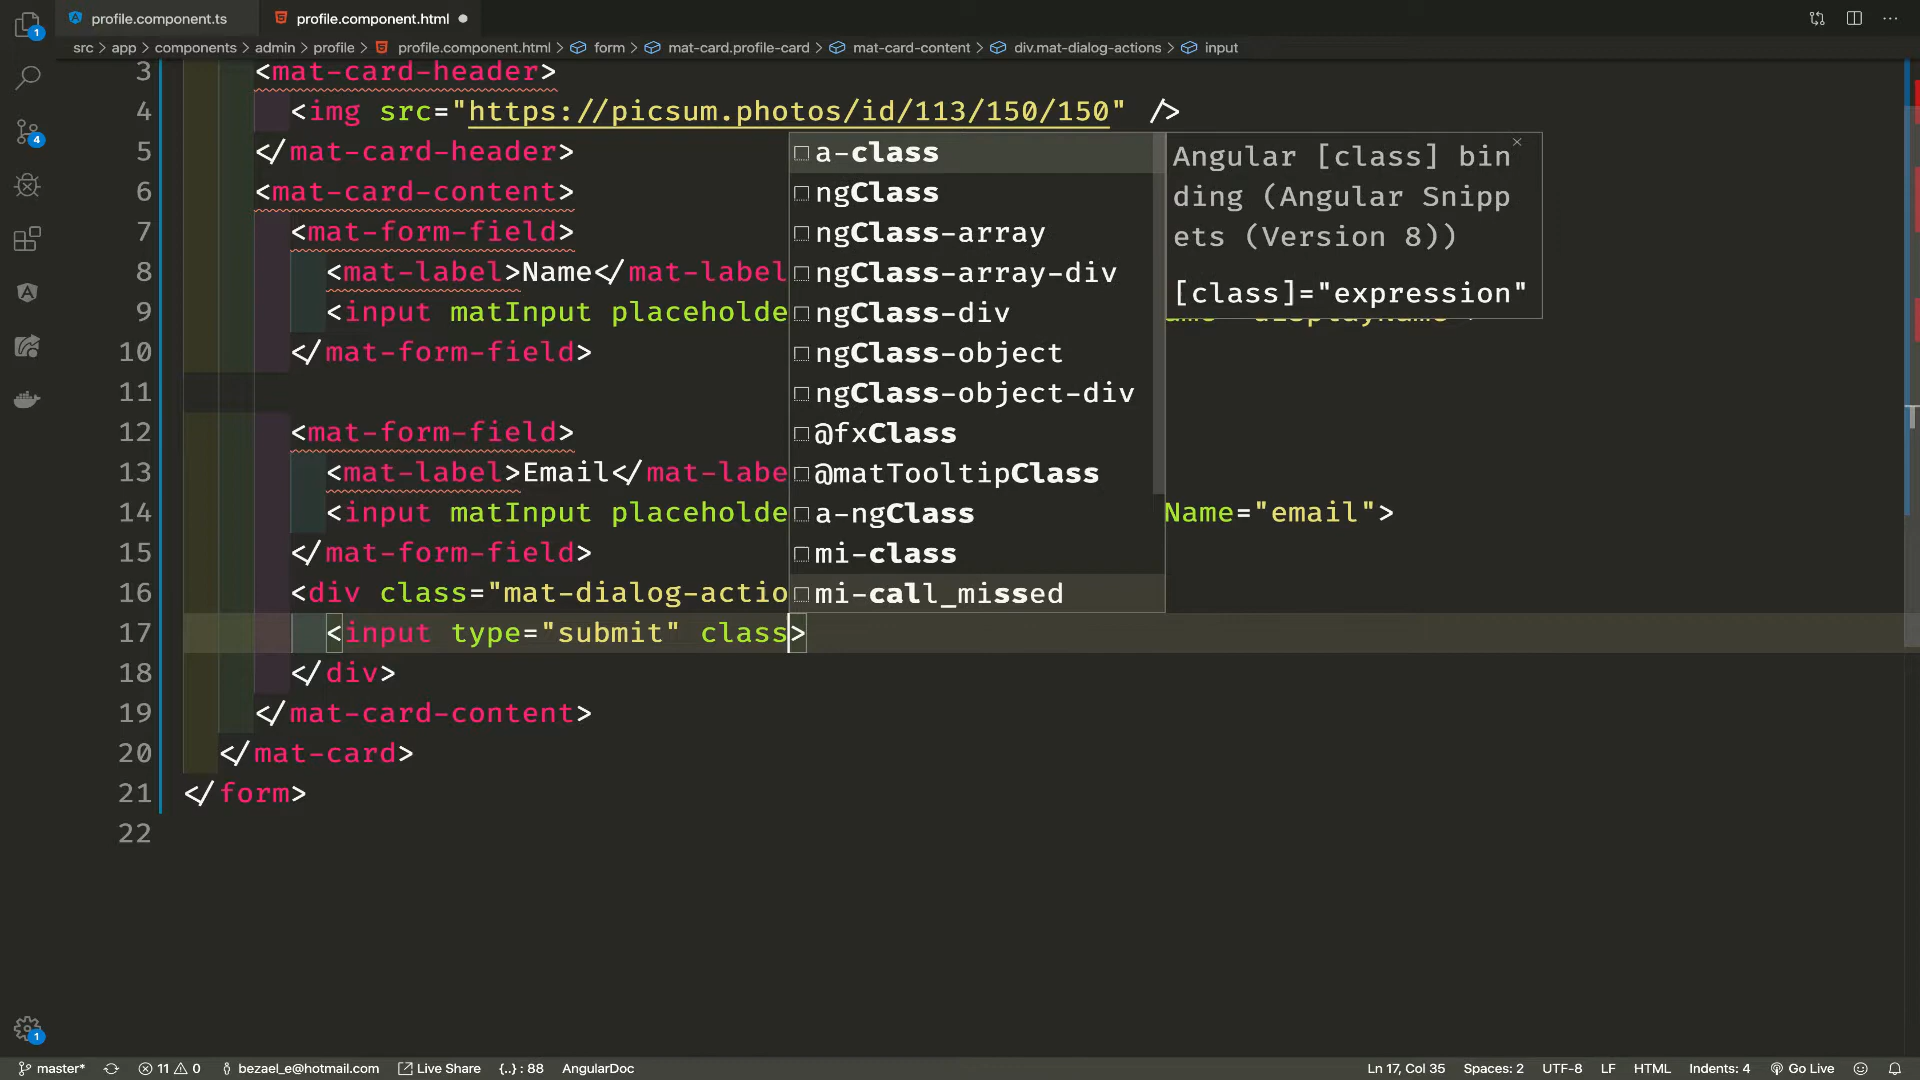 profile.component.ts
profile.component.html
src > app > components > admin > profile > profile.component.html > form > mat-card.profile-card > mat-card-content > div.mat-dialog-actions > input
3 <mat-card-header>
4 <img src="https://picsum.photos/id/113/150/150" />
5 </mat-card-header>
6 <mat-card-content>
7 <mat-form-field>
8 <mat-label>Name</mat-label
9 <input matInput placeholde
10 </mat-form-field>
11
12 <mat-form-field>
13 <mat-label>Email</mat-labe
14 <input matInput placeholde Name="email">
15 </mat-form-field>
16 <div class="mat-dialog-actio
17 <input type="submit" class>
18 </div>
19 </mat-card-content>
20 </mat-card>
21 </form>
22
a-class
ngClass
ngClass-array
ngClass-array-div
ngClass-div
ngClass-object
ngClass-object-div
@fxClass
@matTooltipClass
a-ngClass
mi-class
mi-call_missed
Angular [class] bin
ding (Angular Snipp
ets (Version 8))
[class]="expression"
1
4
1
master* 11 0 bezael_e@hotmail.com Live Share {..} : 88 AngularDoc Ln 17, Col 35 Spaces: 2 UTF-8 LF HTML Indents: 4 Go Live